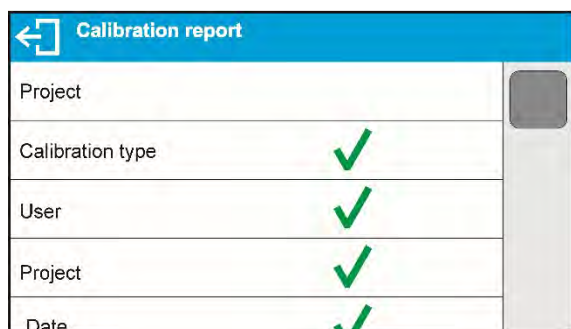 Calibration report
Project
Calibration type
User
Project
Date